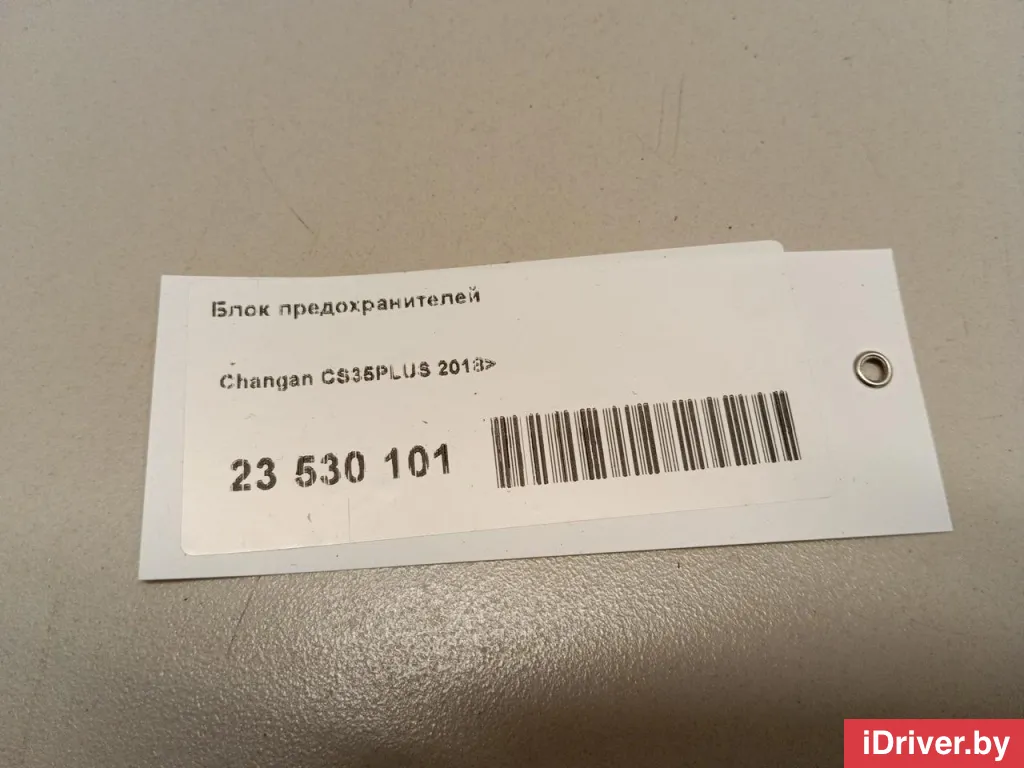 Блок предохранителей
Changan CS35PLUS 2018>
23 530 101
iDriver.by